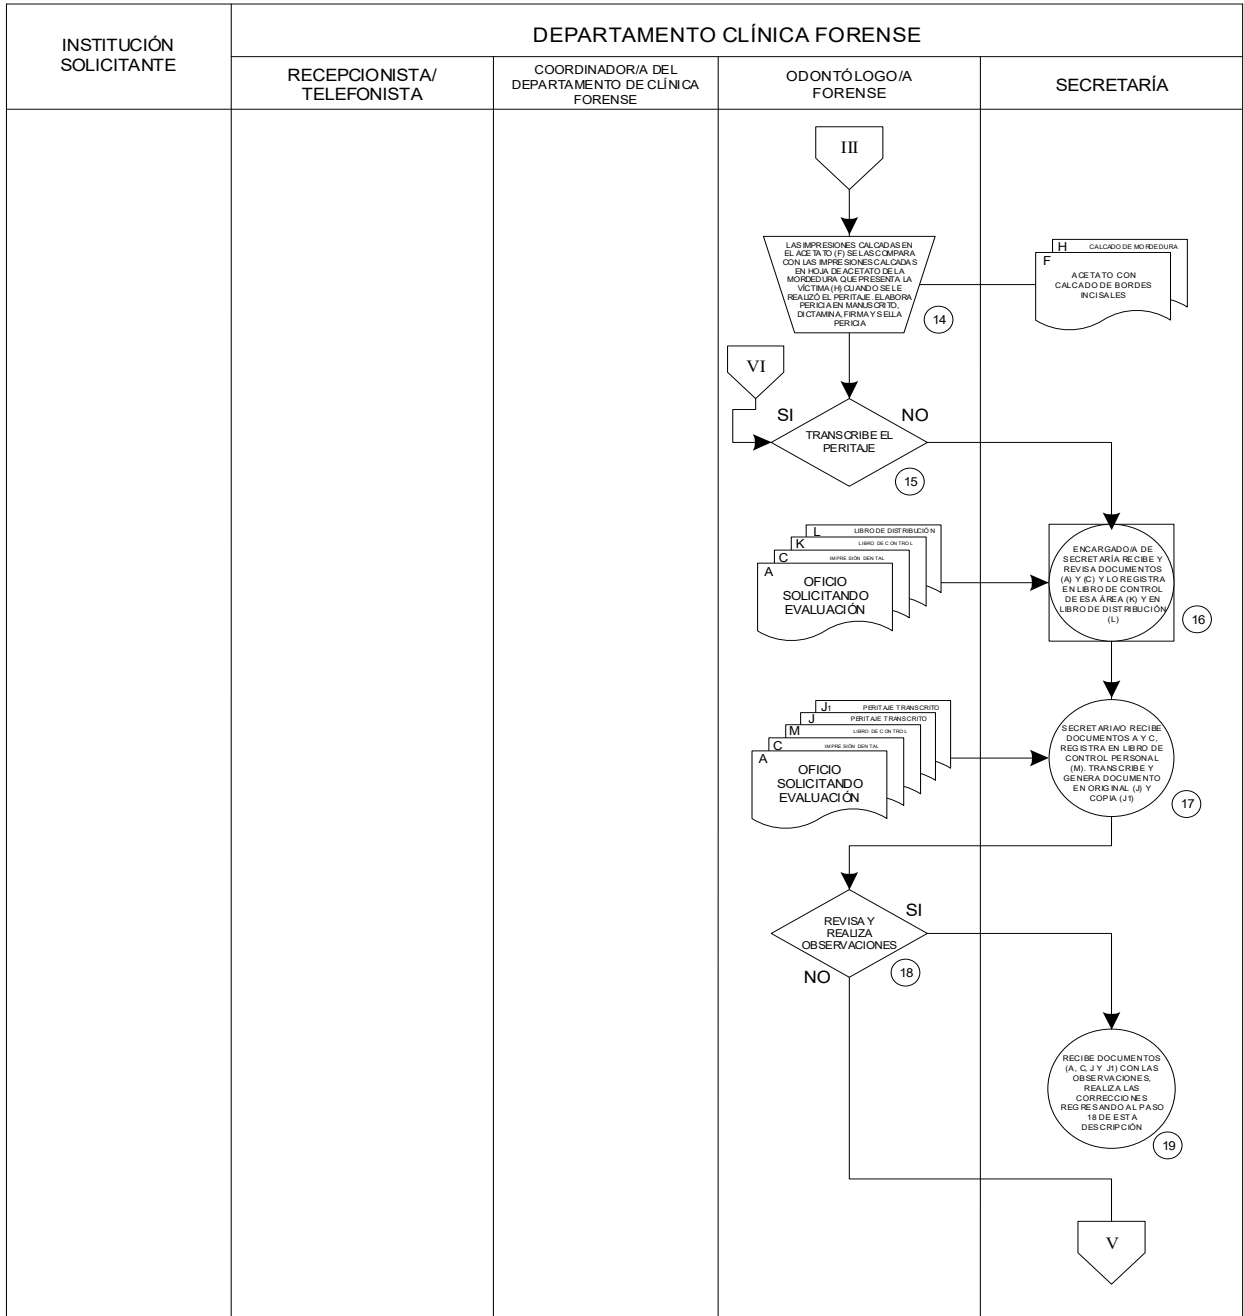 INSTITUCIÓN
SOLICITANTE
DEPARTAMENTO CLÍNICA FORENSE
RECEPCIONISTA/
TELEFONISTA
COORDINADOR/A DEL
DEPARTAMENTO DE CLÍNICA
FORENSE
ODONTÓLOGO/A
FORENSE
SECRETARÍA
III
LAS IMPRESIONES CALCADAS EN
EL ACETATO (F) SE LAS COMPARA
CON LAS IMPRESIONES CALCADAS
EN HOJA DE ACETATO DE LA
MORDEDURA QUE PRESENTA LA
VÍCTIMA (H) CUANDO SE LE
REALIZÓ EL PERITAJE. ELABORA
PERICIA EN MANUSCRITO,
DICTAMINA, FIRMA Y SELLA
PERICIA
14
H CALCADO DE MORDEDURA
F
ACETATO CON
CALCADO DE BORDES
INCISALES
VI
SI
NO
TRANSCRIBE EL
PERITAJE
15
L LIBRO DE DISTRIBUCIÓN
K LIBRO DE CONTROL
C IMPRESIÓN DENTAL
A
OFICIO
SOLICITANDO
EVALUACIÓN
ENCARGADO/A DE
SECRETARÍA RECIBE Y
REVISA DOCUMENTOS
(A) Y (C) Y LO REGISTRA
EN LIBRO DE CONTROL
DE ESA ÁREA (K) Y EN
LIBRO DE DISTRIBUCIÓN
(L)
16
J1 PERITAJE TRANSCRITO
J PERITAJE TRANSCRITO
M LIBRO DE CONTROL
C IMPRESIÓN DENTAL
A
OFICIO
SOLICITANDO
EVALUACIÓN
SECRETARIA/O RECIBE
DOCUMENTOS A Y C,
REGISTRA EN LIBRO DE
CONTROL PERSONAL
(M). TRANSCRIBE Y
GENERA DOCUMENTO
EN ORIGINAL (J) Y
COPIA (J1)
17
REVISA Y
REALIZA
OBSERVACIONES
SI
NO
18
RECIBE DOCUMENTOS
(A, C, J Y J1) CON LAS
OBSERVACIONES,
REALIZA LAS
CORRECCIONES
REGRESANDO AL PASO
18 DE ESTA
DESCRIPCIÓN
19
V